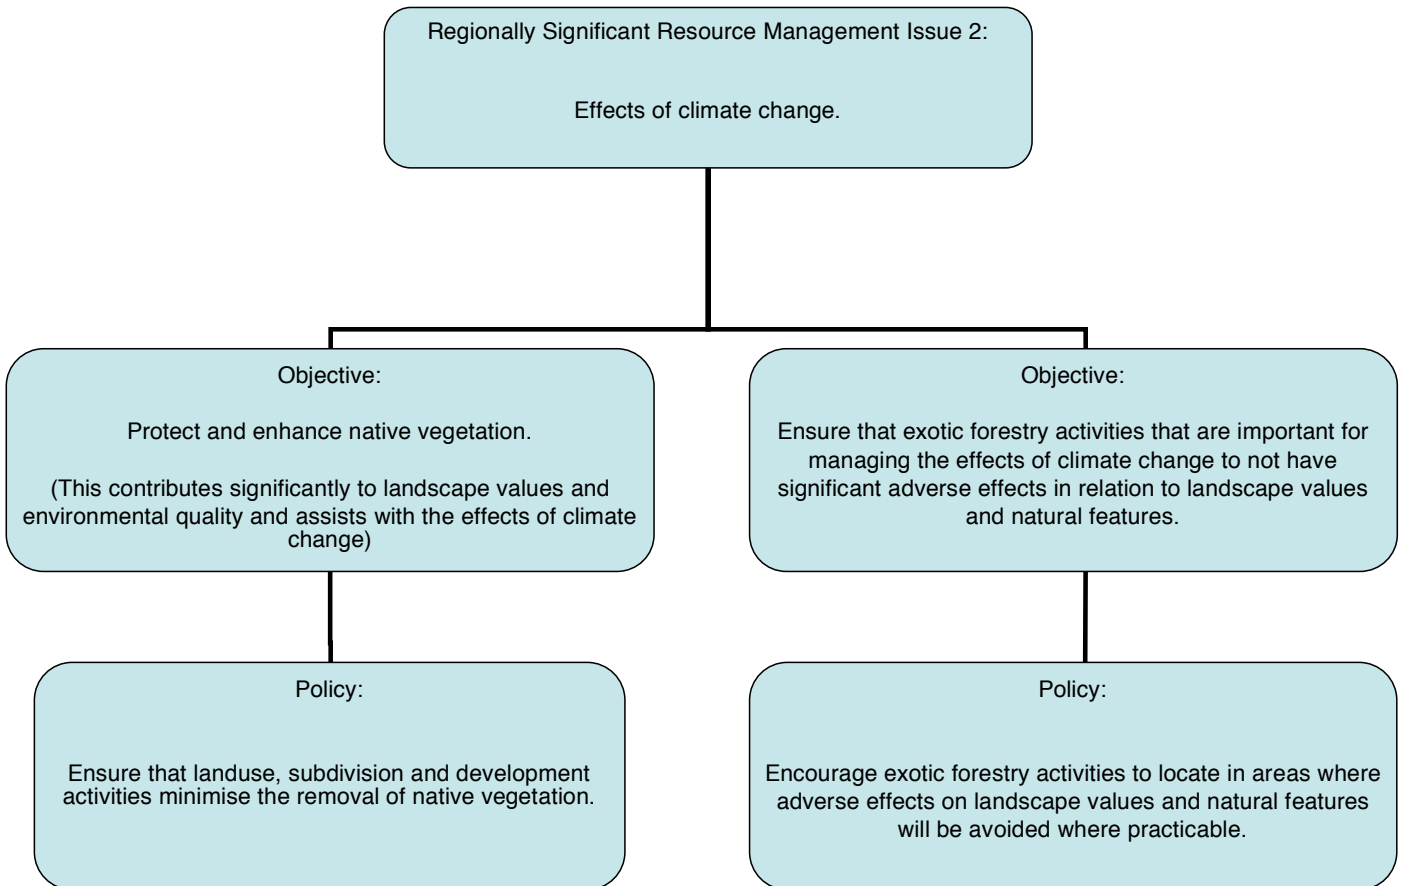 Regionally Significant Resource Management Issue 2:
Effects of climate change.
Objective:
Protect and enhance native vegetation.
(This contributes significantly to landscape values and
environmental quality and assists with the effects of climate
change)
Objective:
Ensure that exotic forestry activities that are important for
managing the effects of climate change to not have
significant adverse effects in relation to landscape values
and natural features.
Policy:
Ensure that landuse, subdivision and development
activities minimise the removal of native vegetation.
Policy:
Encourage exotic forestry activities to locate in areas where
adverse effects on landscape values and natural features
will be avoided where practicable.